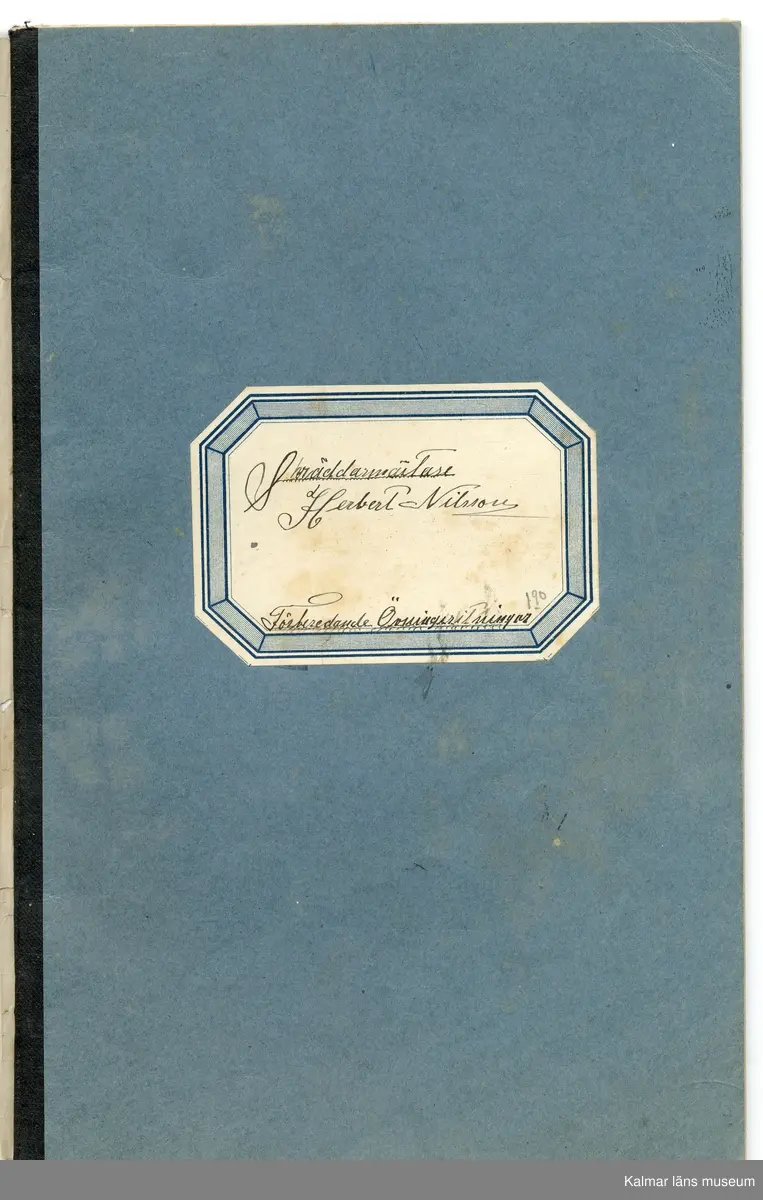 Skräddarmästare
Herbert Nilsson
190
Förberedande Övningsritningar
Kalmar läns museum